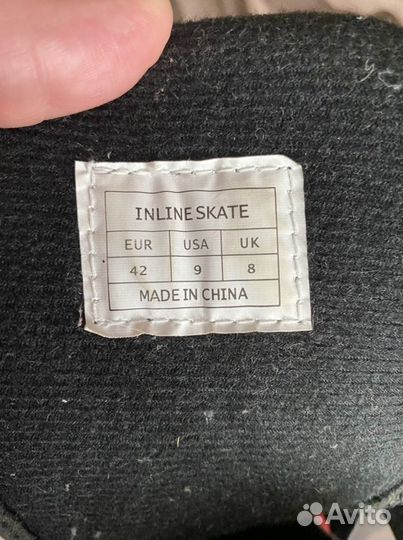 INLINE SKATE
EUR USA UK
42 9 8
MADE IN CHINA
Avito